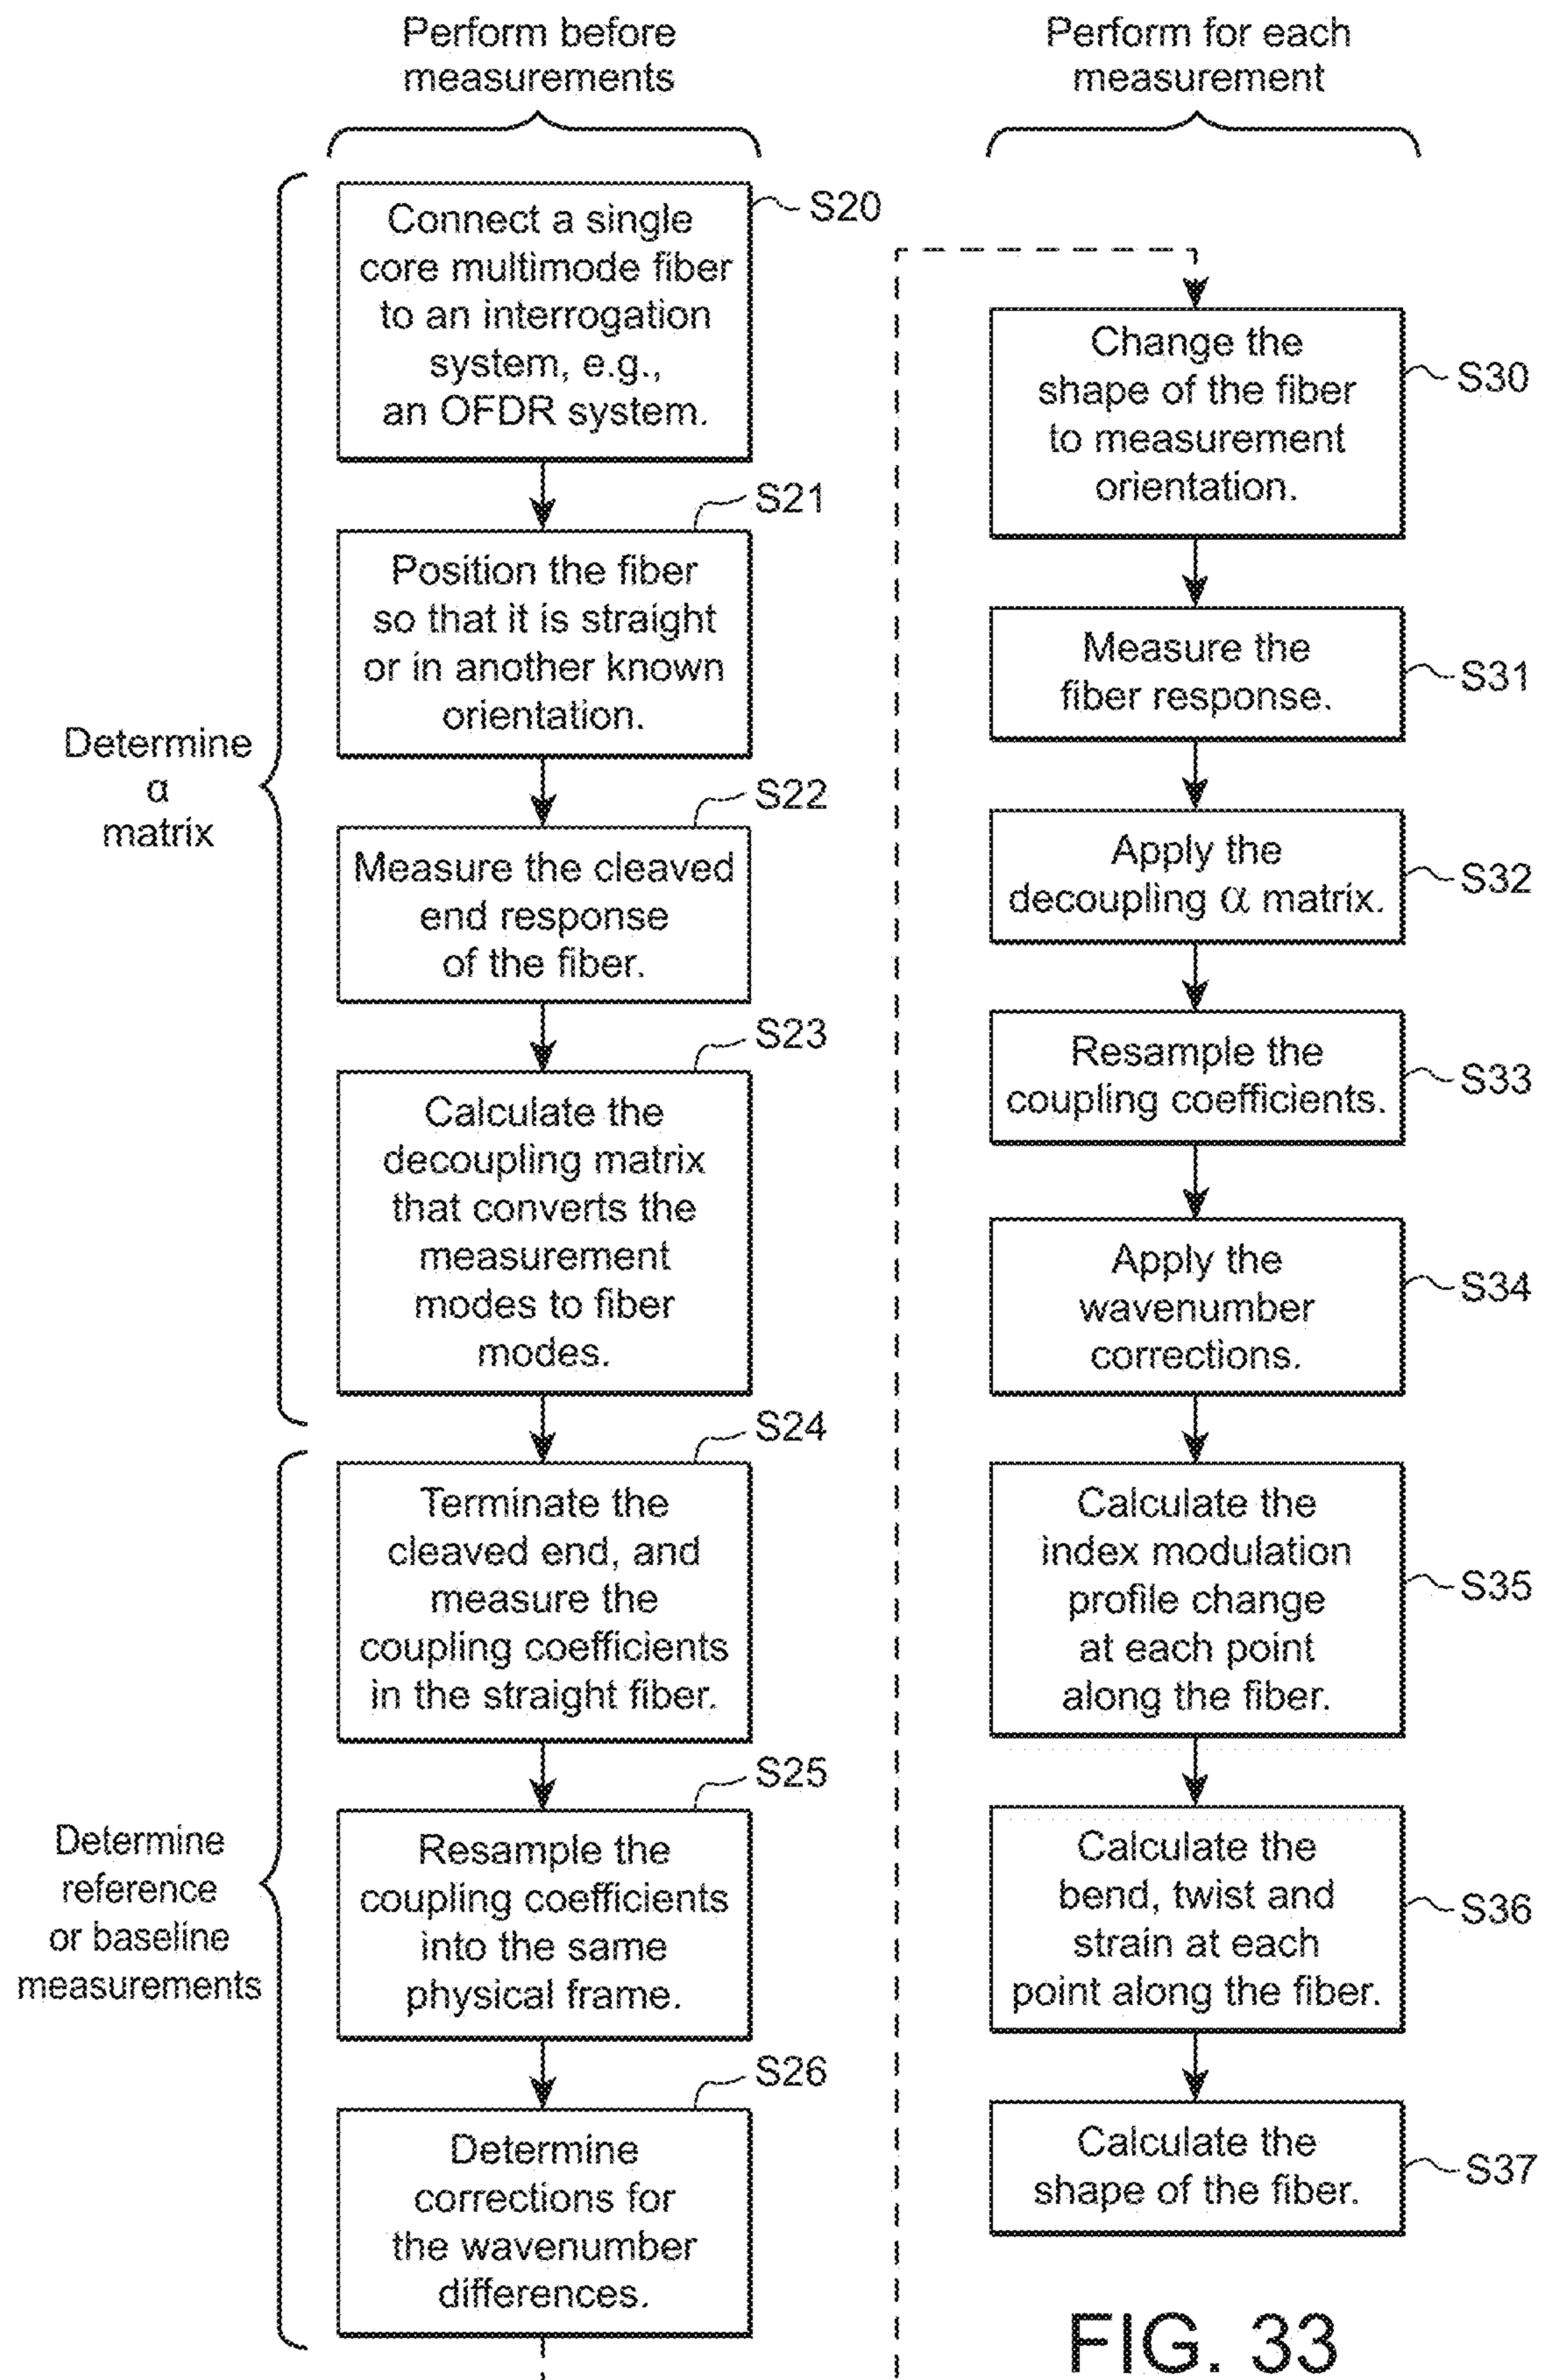 Perform before
measurements
Determine
α
matrix
Connect a single
core multimode fiber
to an interrogation
system, e.g.,
an OFDR system.
S20
Position the fiber
so that it is straight
or in another known
orientation.
S21
Measure the cleaved
end response
of the fiber.
S22
Calculate the
decoupling matrix
that converts the
measurement
modes to fiber
modes.
S23
Determine
reference
or baseline
measurements
Terminate the
cleaved end, and
measure the
coupling coefficients
in the straight fiber.
S24
Resample the
coupling coefficients
into the same
physical frame.
S25
Determine
corrections for
the wavenumber
differences.
S26
Perform for each
measurement
Change the
shape of the fiber
to measurement
orientation.
S30
Measure the
fiber response.
S31
Apply the
decoupling α matrix.
S32
Resample the
coupling coefficients.
S33
Apply the
wavenumber
corrections.
S34
Calculate the
index modulation
profile change
at each point
along the fiber.
S35
Calculate the
bend, twist and
strain at each
point along the fiber.
S36
Calculate the
shape of the fiber.
S37
FIG. 33